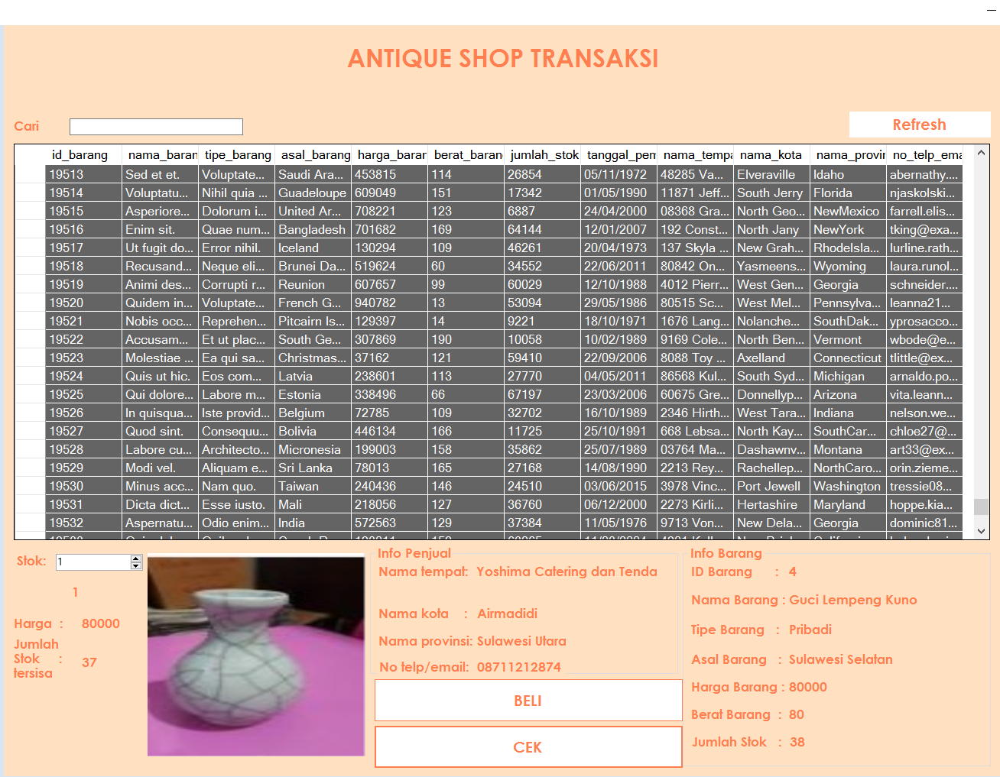 ANTIQUE SHOP TRANSAKSI
Cari
Refresh
id_barang nama_baran tipe_barang asal_barang harga_barar berat_baran jumlah_stok tanggal_pen nama_tempa nama_kota nama_provir no_telp_ema
19513 Sed et et. Voluptate... Saudi Ara... 453815 114 26854 05/11/1972 48285 Va... Elveraville Idaho abernathy....
19514 Voluptatu... Nihil quia ... Guadeloupe 609049 151 17342 01/05/1990 11871 Jeff... South Jerry Florida njaskolski...
19515 Asperiore... Dolorum i... United Ar... 708221 123 6887 24/04/2000 08368 Gra... North Geo... NewMexico farrell.elis...
19516 Enim sit. Quae num... Bangladesh 701682 169 64144 12/01/2007 192 Const... North Jany NewYork tking@exa...
19517 Ut fugit do... Error nihil. Iceland 130294 109 46261 20/04/1973 137 Skyla ... New Grah... RhodeIsla... lurline.rath...
19518 Recusand... Neque eli... Brunei Da... 519624 60 34552 22/06/2011 80842 On... Yasmeens... Wyoming laura.runol...
19519 Animi des... Corrupti r... Reunion 607657 99 60029 12/10/1988 4012 Pierr... West Gen... Georgia schneider....
19520 Quidem in... Voluptate... French G... 940782 13 53094 29/05/1986 80515 Sc... West Mel... Pennsylva... leanna21...
19521 Nobis occ... Reprehen... Pitcairn Is... 129397 14 9221 18/10/1971 1676 Lang... Nolanche... SouthDak... yprosacco...
19522 Accusam... Et ut plac... South Ge... 307869 190 10058 10/02/1989 9169 Cole... North Ben... Vermont wbode@e...
19523 Molestiae ... Ea qui sa... Christmas... 37162 121 59410 22/09/2006 8088 Toy ... Axelland Connecticut tlittle@ex...
19524 Quis ut hic. Eos com... Latvia 238601 113 27770 04/05/2011 86568 Kul... South Syd... Michigan arnaldo.po...
19525 Qui dolore... Labore m... Estonia 338496 66 67197 23/03/2006 60675 Gre... Donnellyp... Arizona vita.leann...
19526 In quisqua... Iste provid... Belgium 72785 109 32702 16/10/1989 2346 Hirth... West Tara... Indiana nelson.we...
19527 Quod sint. Consequu... Bolivia 446134 166 11725 25/10/1991 668 Lebsa... North Kay... SouthCar... chloe27@...
19528 Labore cu... Architecto... Micronesia 199003 158 35862 25/07/1989 03764 Ma... Dashawnv... Montana art33@ex...
19529 Modi vel. Aliquam e... Sri Lanka 78013 165 27168 14/08/1990 2213 Rey... Rachellep... NorthCaro... orin.zieme...
19530 Minus acc... Nam quo. Taiwan 240436 146 24510 03/06/2015 3978 Vinc... Port Jewell Washington tressie08...
19531 Dicta dict... Esse iusto. Mali 218056 127 36760 06/12/2000 2273 Kirli... Hertashire Maryland hoppe.kia...
19532 Aspernatu... Odio enim... India 572563 129 37384 11/05/1976 9713 Von... New Dela... Georgia dominic81...
Stok: 1
1
Harga : 80000
Jumlah
Stok : 37
tersisa
Info Penjual
Nama tempat: Yoshima Catering dan Tenda
Nama kota : Airmadidi
Nama provinsi: Sulawesi Utara
No telp/email: 08711212874
BELI
CEK
Info Barang
ID Barang : 4
Nama Barang : Guci Lempeng Kuno
Tipe Barang : Pribadi
Asal Barang : Sulawesi Selatan
Harga Barang : 80000
Berat Barang : 80
Jumlah Stok : 38